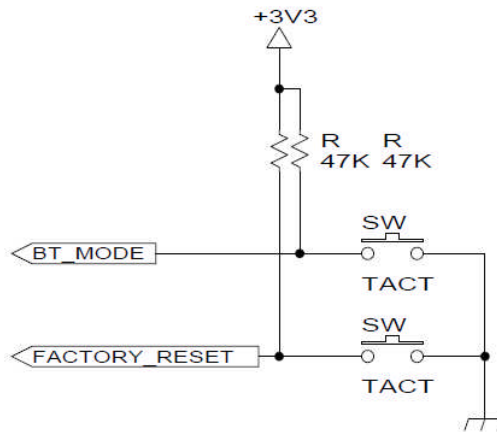 +3V3
R R
47K 47K
SW
BT_MODE
TACT
SW
FACTORY_RESET
TACT